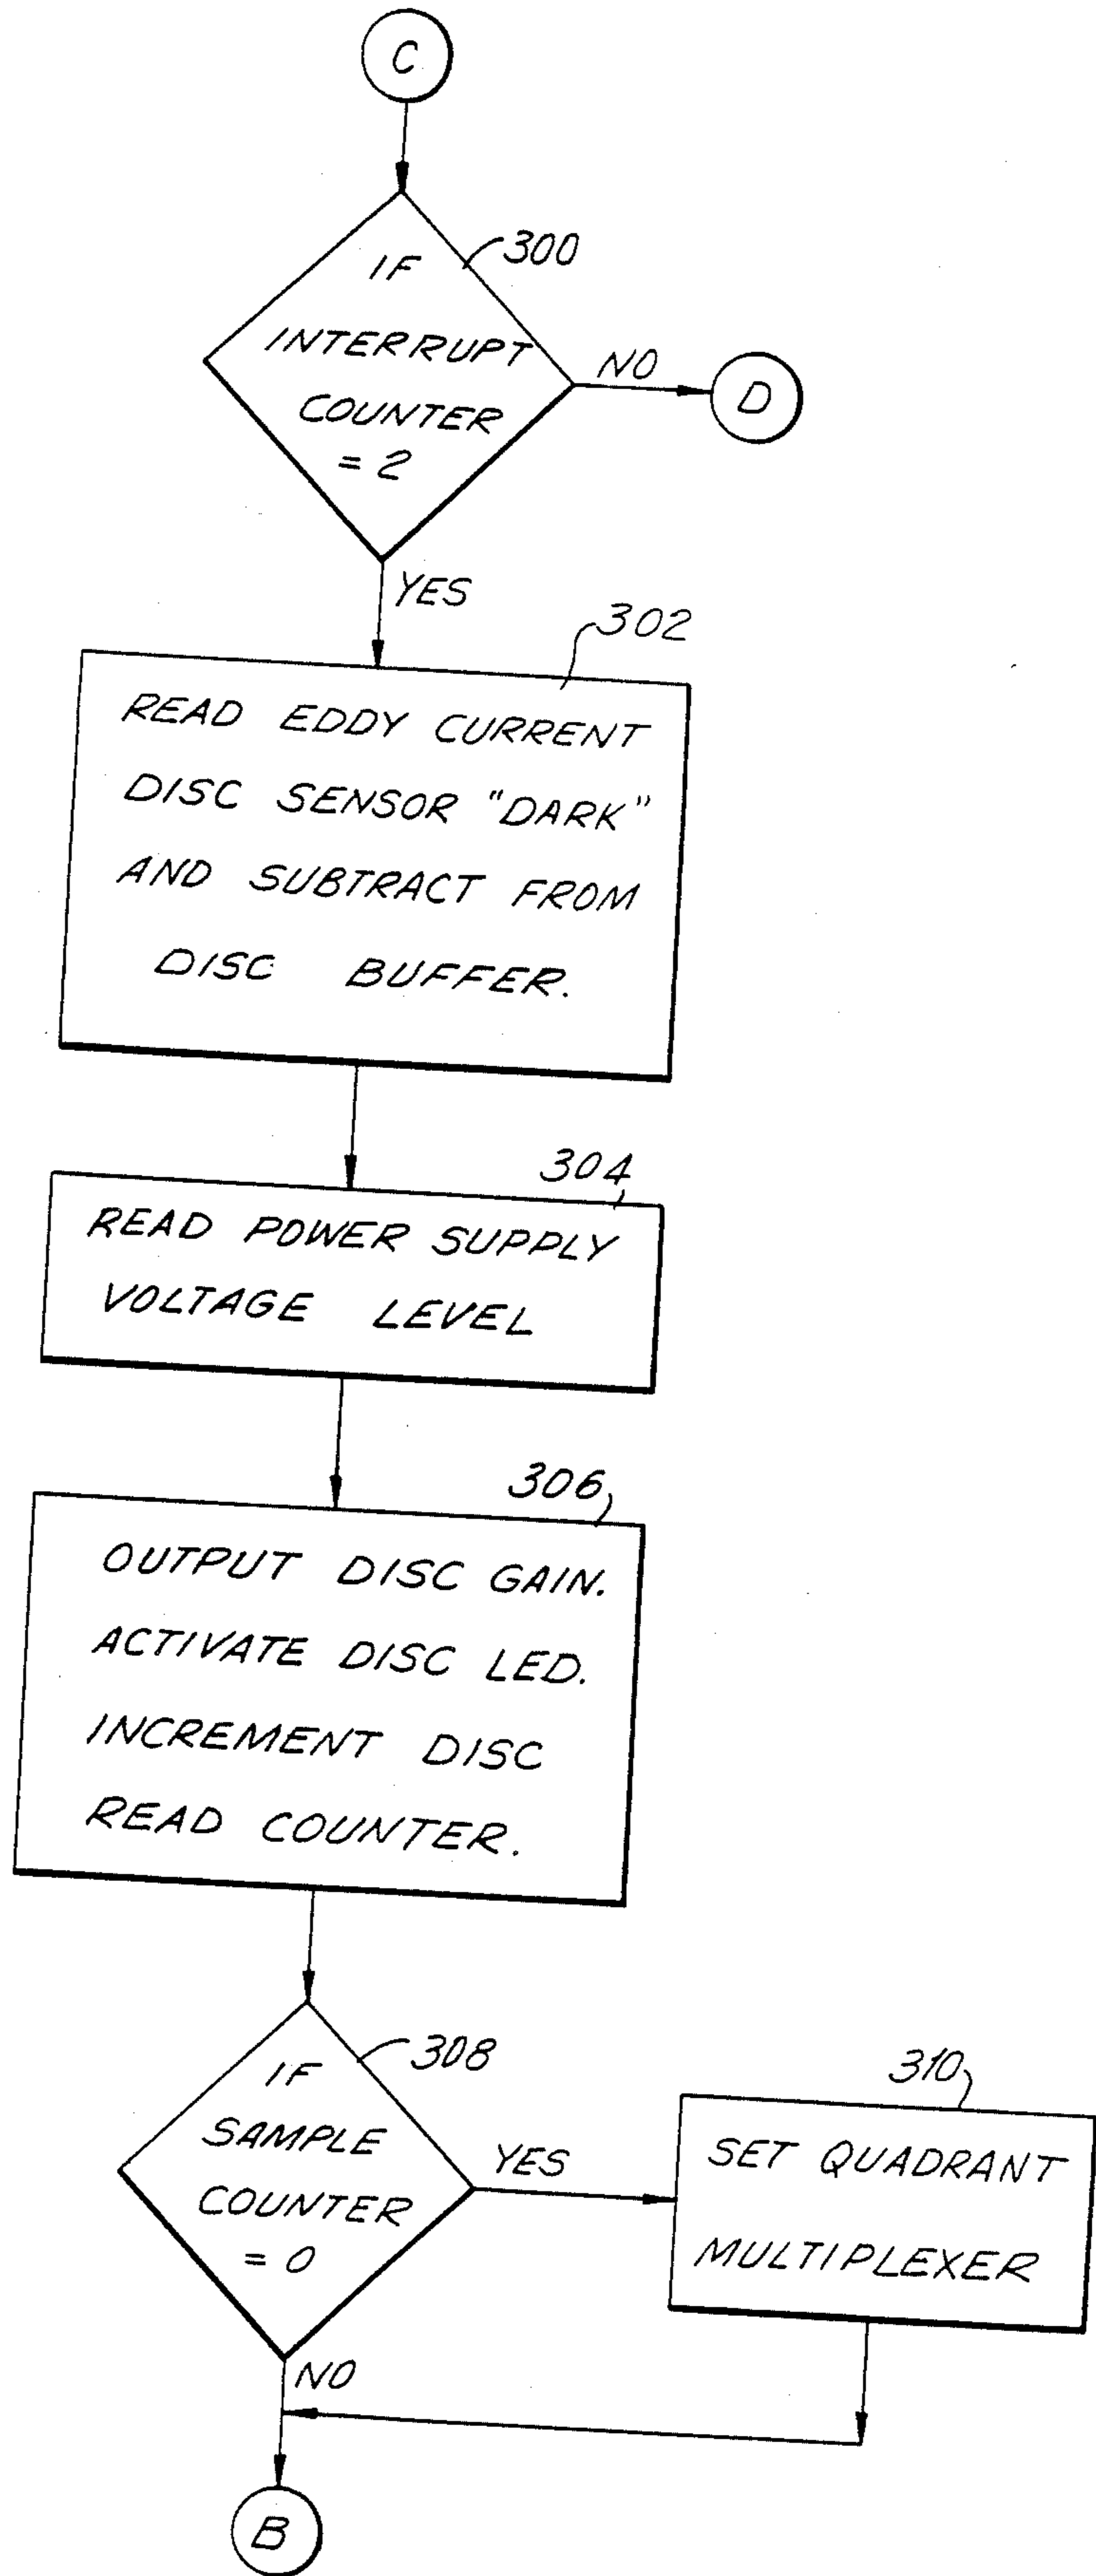 C
300
IF
INTERRUPT
COUNTER
= 2
NO
D
YES
302
READ EDDY CURRENT
DISC SENSOR "DARK"
AND SUBTRACT FROM
DISC BUFFER.
304
READ POWER SUPPLY
VOLTAGE LEVEL
306
OUTPUT DISC GAIN.
ACTIVATE DISC LED.
INCREMENT DISC
READ COUNTER.
308
IF
SAMPLE
COUNTER
= 0
YES
310
SET QUADRANT
MULTIPLEXER
NO
B